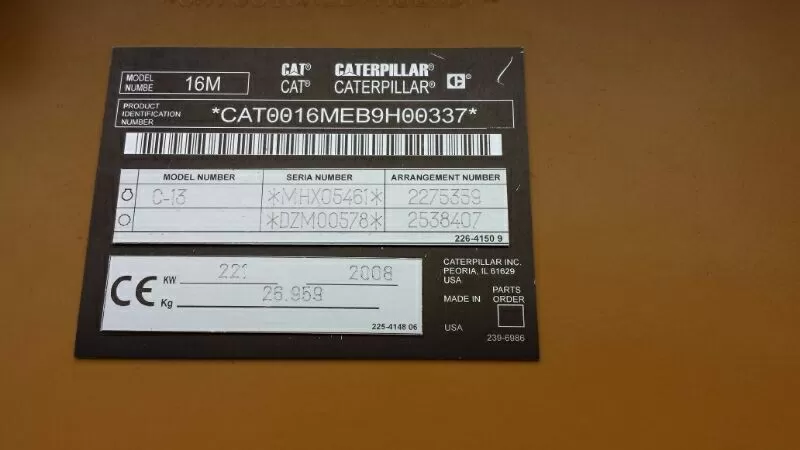 MODEL
NUMBE 16M
CAT® CATERPILLAR®
CAT® CATERPILLAR® C
PRODUCT
IDENTIFICATION
NUMBER
*CAT0016MEB9H00337*
MODEL NUMBER SERIA NUMBER ARRANGEMENT NUMBER
C-13 *MHX05461* 2275359
*DZM00578* 2538407
226-4150 9
CE KW 221 2008
Kg 26.959
225-4148 06
CATERPILLAR INC.
PEORIA, IL 61629
USA
MADE IN
PARTS
ORDER
USA
239-6986